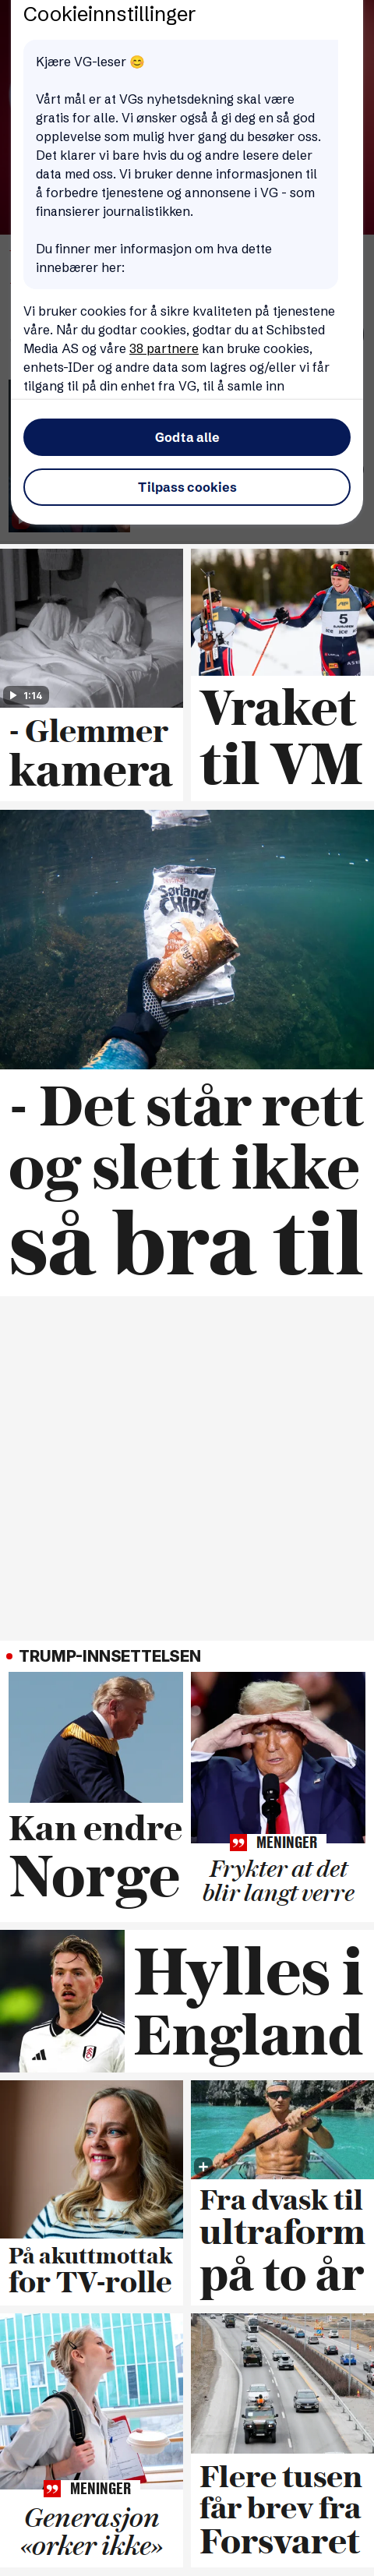 Cookieinnstillinger
Kjære VG-leser 😊
Vårt mål er at VGs nyhetsdekning skal være
gratis for alle. Vi ønsker også å gi deg en så god
opplevelse som mulig hver gang du besøker oss.
Det klarer vi bare hvis du og andre lesere deler
data med oss. Vi bruker denne informasjonen til
å forbedre tjenestene og annonsene i VG - som
finansierer journalistikken.
Du finner mer informasjon om hva dette
innebærer her:
Vi bruker cookies for å sikre kvaliteten på tjenestene
våre. Når du godtar cookies, godtar du at Schibsted
Media AS og våre 38 partnere kan bruke cookies,
enhets-IDer og andre data som lagres og/eller vi får
tilgang til på din enhet fra VG, til å samle inn
Godta alle
Tilpass cookies
1:14
- Glemmer
kamera
5
Vraket
til VM
Sørland
CHIPS
- Det står rett
og slett ikke
så bra til
TRUMP-INNSETTELSEN
Kan endre
Norge
MENINGER
Frykter at det
blir langt verre
Hylles i
England
På akuttmottak
for TV-rolle
Fra dvask til
ultraform
på to år
MENINGER
Generasjon
«orker ikke»
Flere tusen
får brev fra
Forsvaret